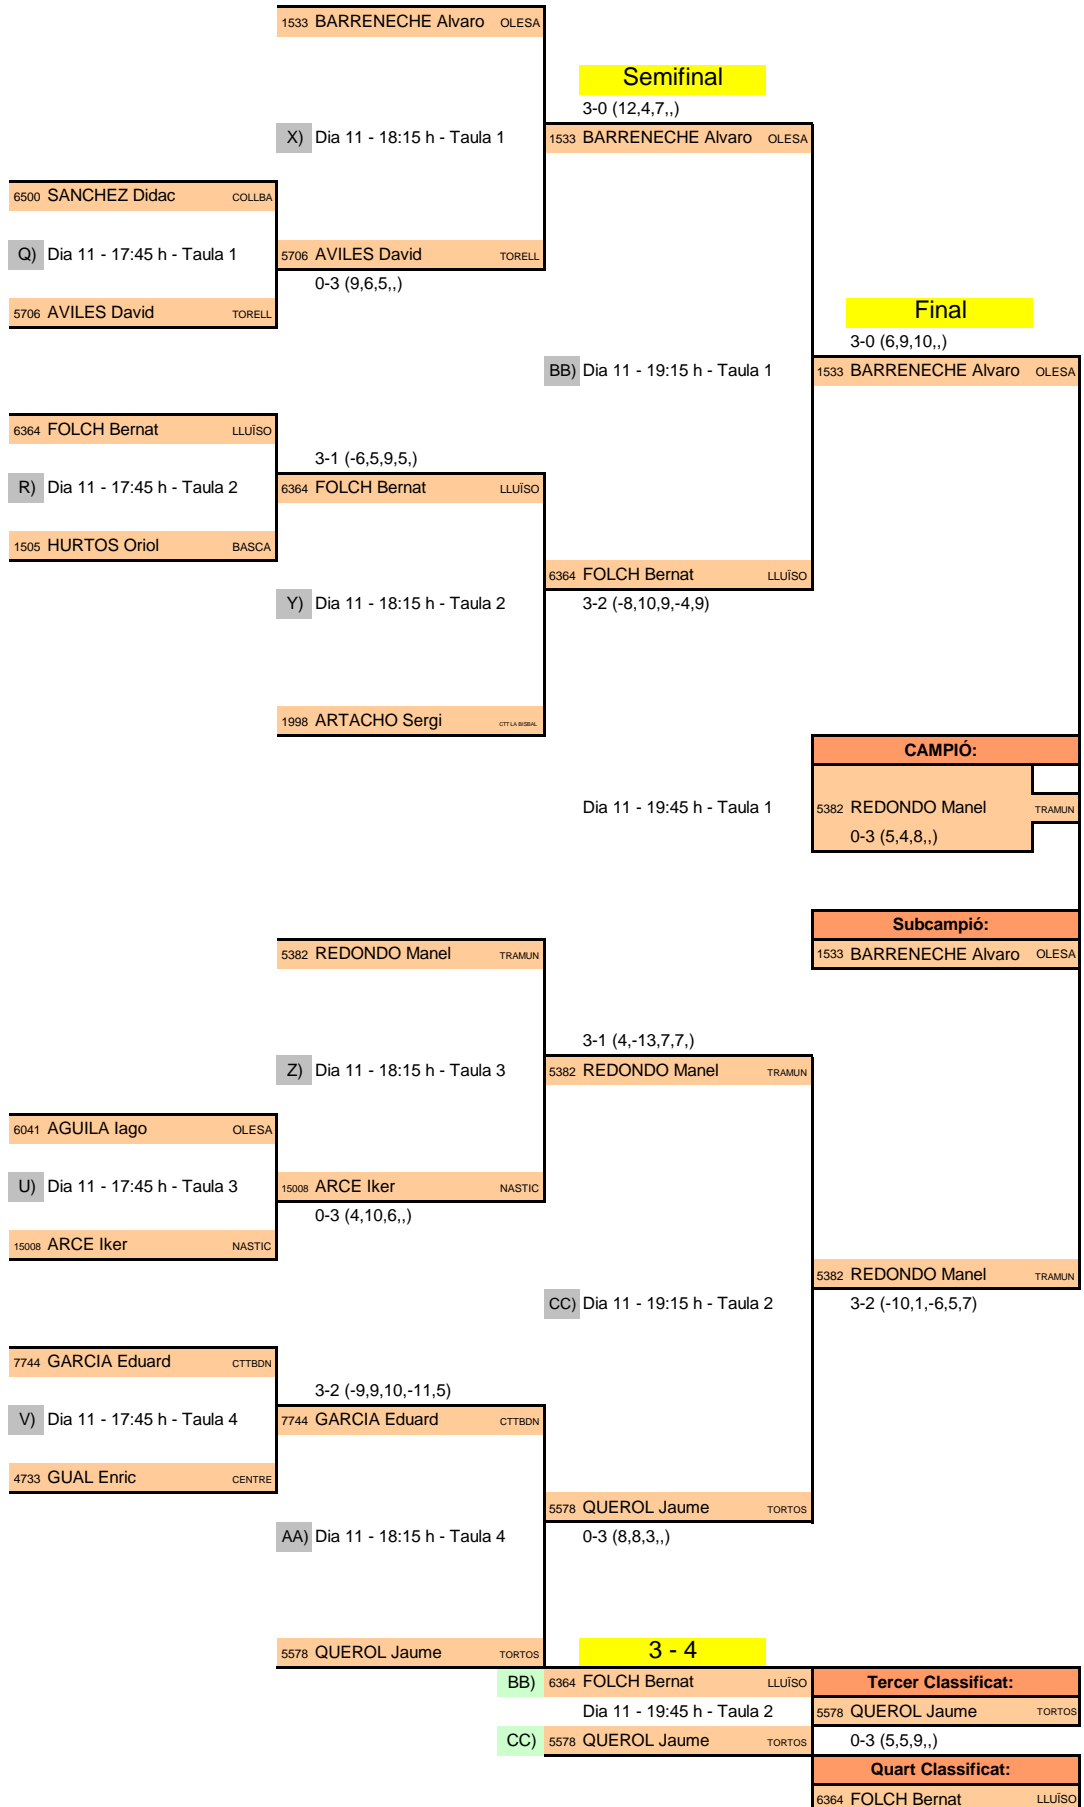 1533 BARRENECHE Alvaro OLESA
Semifinal
3-0 (12,4,7,,)
X) Dia 11 - 18:15 h - Taula 1
1533 BARRENECHE Alvaro OLESA
6500 SANCHEZ Didac COLLBA
Q) Dia 11 - 17:45 h - Taula 1
5706 AVILES David TORELL
0-3 (9,6,5,,)
5706 AVILES David TORELL
Final
3-0 (6,9,10,,)
BB) Dia 11 - 19:15 h - Taula 1
1533 BARRENECHE Alvaro OLESA
6364 FOLCH Bernat LLUÏSO
3-1 (-6,5,9,5,)
R) Dia 11 - 17:45 h - Taula 2
6364 FOLCH Bernat LLUÏSO
1505 HURTOS Oriol BASCA
6364 FOLCH Bernat LLUÏSO
Y) Dia 11 - 18:15 h - Taula 2
3-2 (-8,10,9,-4,9)
1998 ARTACHO Sergi CTT LA BISBAL
CAMPIÓ:
Dia 11 - 19:45 h - Taula 1
5382 REDONDO Manel TRAMUN
0-3 (5,4,8,,)
Subcampió:
5382 REDONDO Manel TRAMUN
1533 BARRENECHE Alvaro OLESA
3-1 (4,-13,7,7,)
Z) Dia 11 - 18:15 h - Taula 3
5382 REDONDO Manel TRAMUN
6041 AGUILA Iago OLESA
U) Dia 11 - 17:45 h - Taula 3
15008 ARCE Iker NASTIC
0-3 (4,10,6,,)
15008 ARCE Iker NASTIC
5382 REDONDO Manel TRAMUN
CC) Dia 11 - 19:15 h - Taula 2
3-2 (-10,1,-6,5,7)
7744 GARCIA Eduard CTTBDN
3-2 (-9,9,10,-11,5)
V) Dia 11 - 17:45 h - Taula 4
7744 GARCIA Eduard CTTBDN
4733 GUAL Enric CENTRE
5578 QUEROL Jaume TORTOS
AA) Dia 11 - 18:15 h - Taula 4
0-3 (8,8,3,,)
5578 QUEROL Jaume TORTOS
3 - 4
BB) 6364 FOLCH Bernat LLUÏSO
Tercer Classificat:
Dia 11 - 19:45 h - Taula 2
5578 QUEROL Jaume TORTOS
CC) 5578 QUEROL Jaume TORTOS
0-3 (5,5,9,,)
Quart Classificat:
6364 FOLCH Bernat LLUÏSO